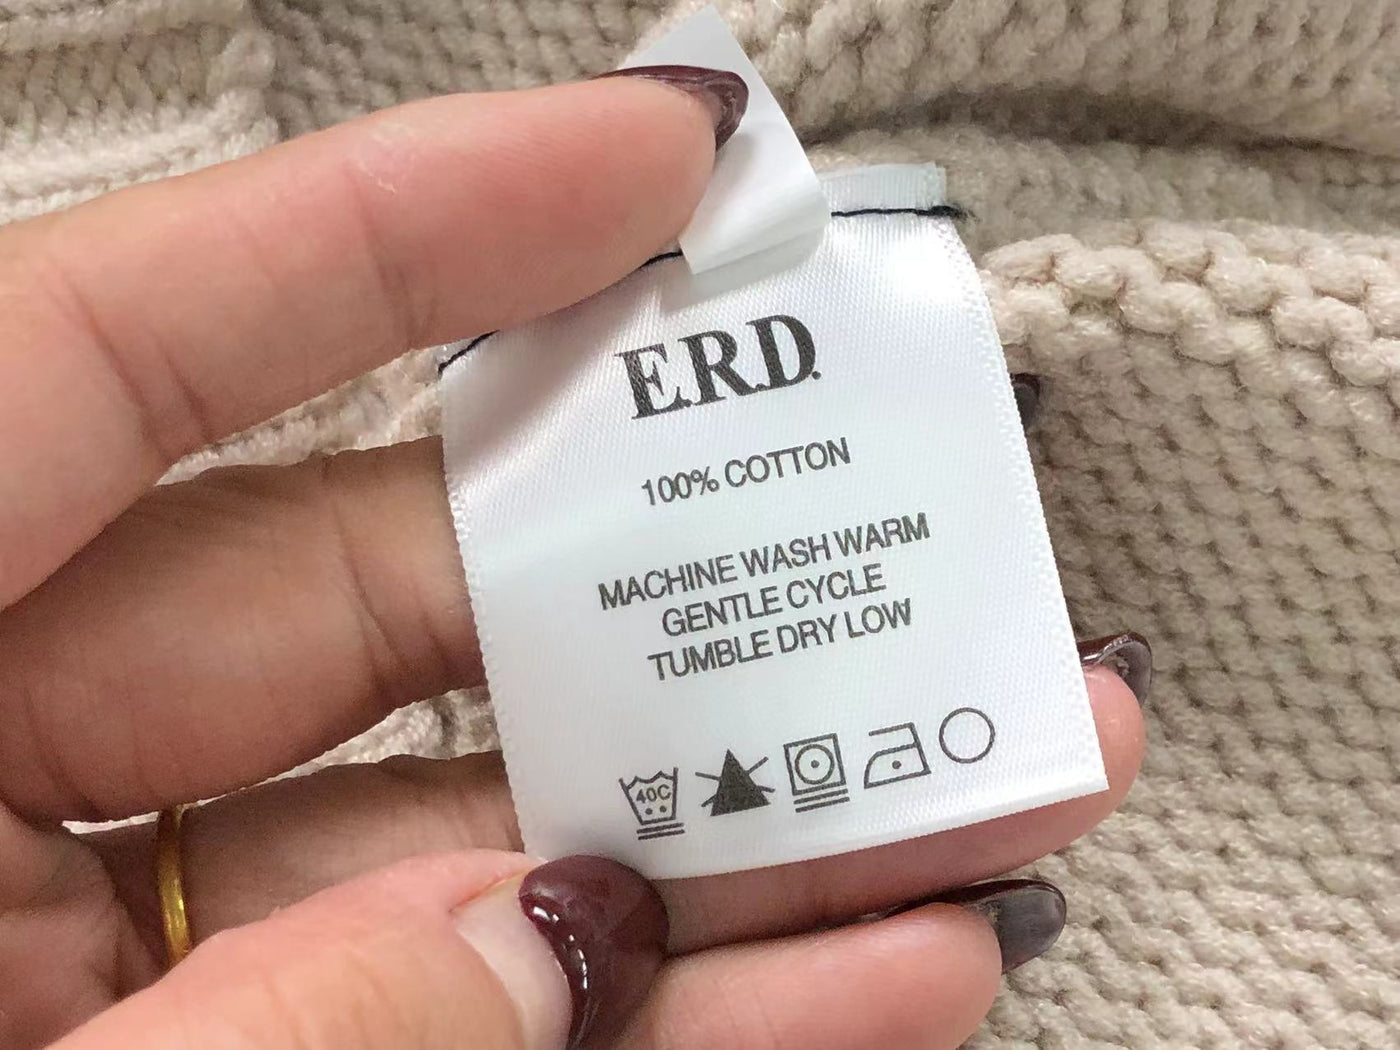 E.R.D.
100% COTTON
MACHINE WASH WARM
GENTLE CYCLE
TUMBLE DRY LOW
40C